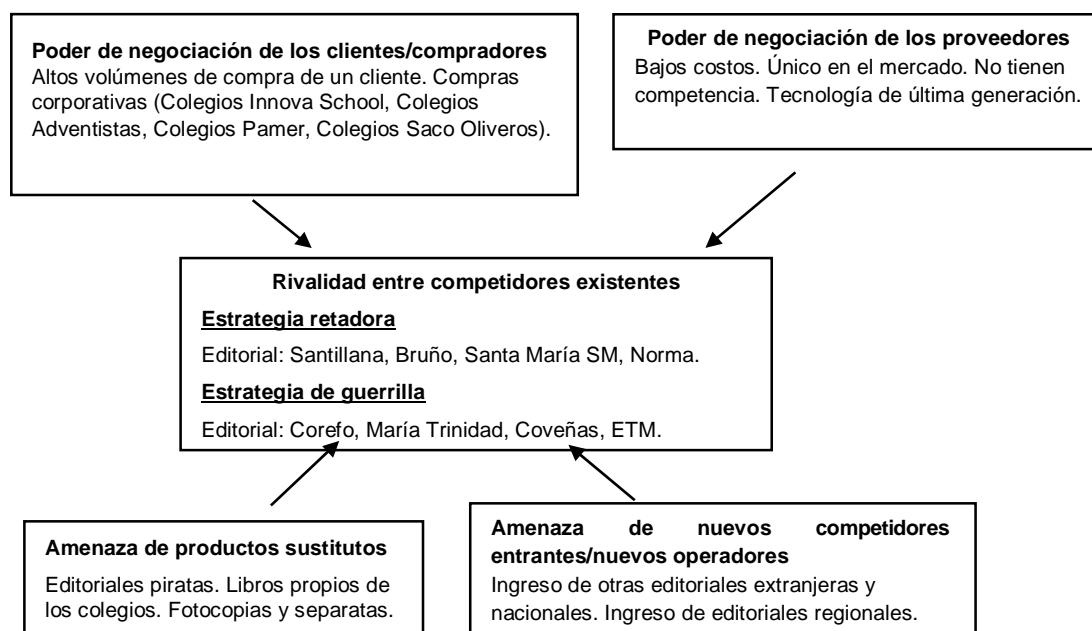 Poder de negociación de los clientes/compradores
Altos volúmenes de compra de un cliente. Compras
corporativas (Colegios Innova School, Colegios
Adventistas, Colegios Pamer, Colegios Saco Oliveros).
Poder de negociación de los proveedores
Bajos costos. Único en el mercado. No tienen
competencia. Tecnología de última generación.
Rivalidad entre competidores existentes
Estrategia retadora
Editorial: Santillana, Bruño, Santa María SM, Norma.
Estrategia de guerrilla
Editorial: Corefo, María Trinidad, Coveñas, ETM.
Amenaza de productos sustitutos
Editoriales piratas. Libros propios de
los colegios. Fotocopias y separatas.
Amenaza de nuevos competidores
entrantes/nuevos operadores
Ingreso de otras editoriales extranjeras y
nacionales. Ingreso de editoriales regionales.